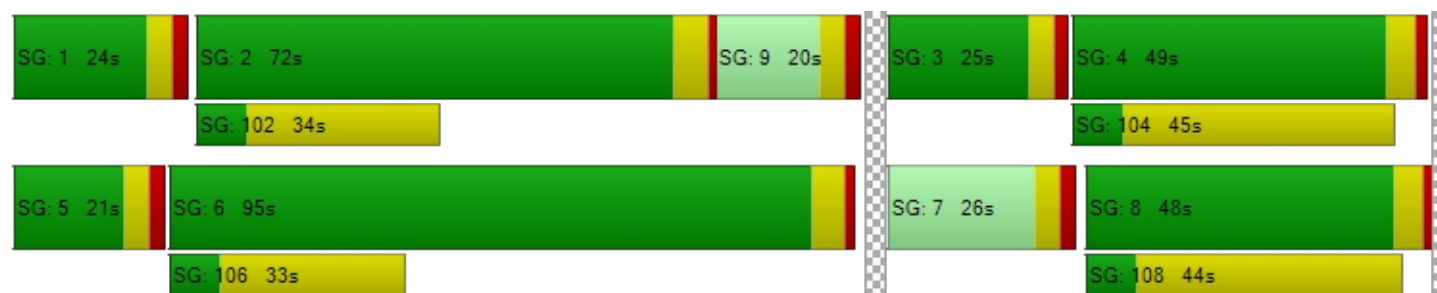 SG: 1 24s SG: 2 72s SG: 9 20s SG: 3 25s SG: 4 49s
SG: 102 34s SG: 104 45s
SG: 5 21s SG: 6 95s SG: 7 26s SG: 8 48s
SG: 106 33s SG: 108 44s